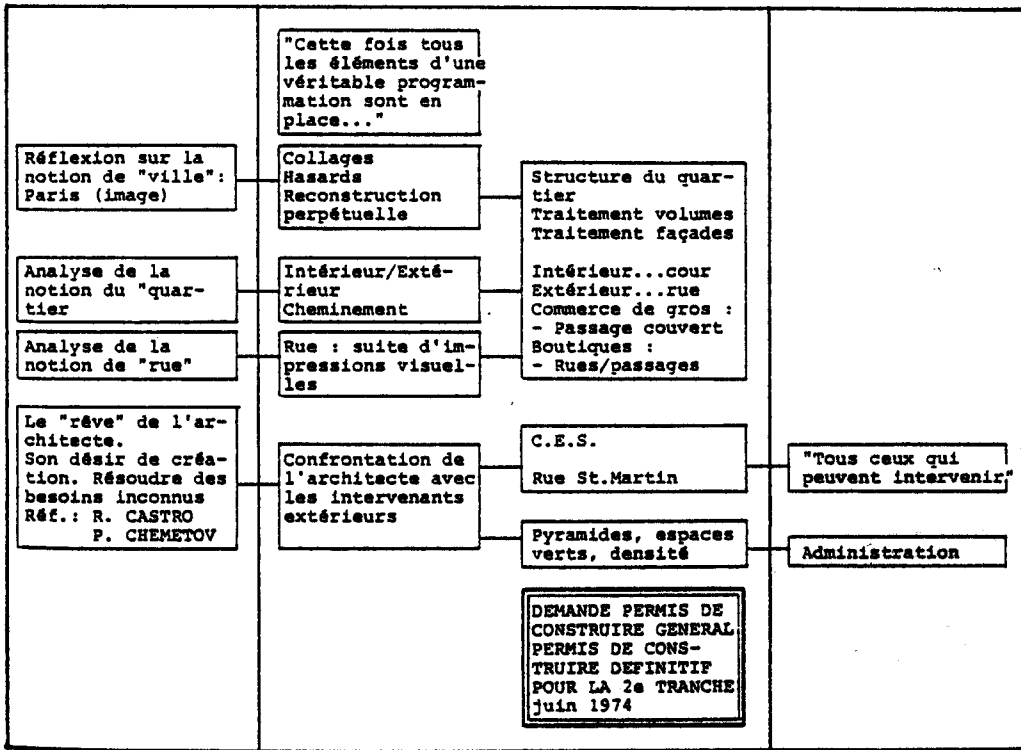 "Cette fois tous
les éléments d'une
véritable program-
mation sont en
place..."
Réflexion sur la
notion de "ville":
Paris (image)
Collages
Hasards
Reconstruction
perpétuelle
Structure du quar-
tier
Traitement volumes
Traitement façades
Intérieur...cour
Extérieur...rue
Commerce de gros :
- Passage couvert
Boutiques :
- Rues/passages
Analyse de la
notion du "quar-
tier
Intérieur/Exté-
rieur
Cheminement
Analyse de la
notion de "rue"
Rue : suite d'im-
pressions visuel-
les
Le "rêve" de l'ar-
chitecte.
Son désir de créa-
tion. Résoudre des
besoins inconnus
Réf.: R. CASTRO
P. CHEMETOV
Confrontation de
l'architecte avec
les intervenants
extérieurs
C.E.S.
Rue St.Martin
"Tous ceux qui
peuvent intervenir"
Pyramides, espaces
verts, densité
Administration
DEMANDE PERMIS DE
CONSTRUIRE GENERAL
PERMIS DE CONS-
TRUIRE DEFINITIF
POUR LA 2e TRANCHE
juin 1974